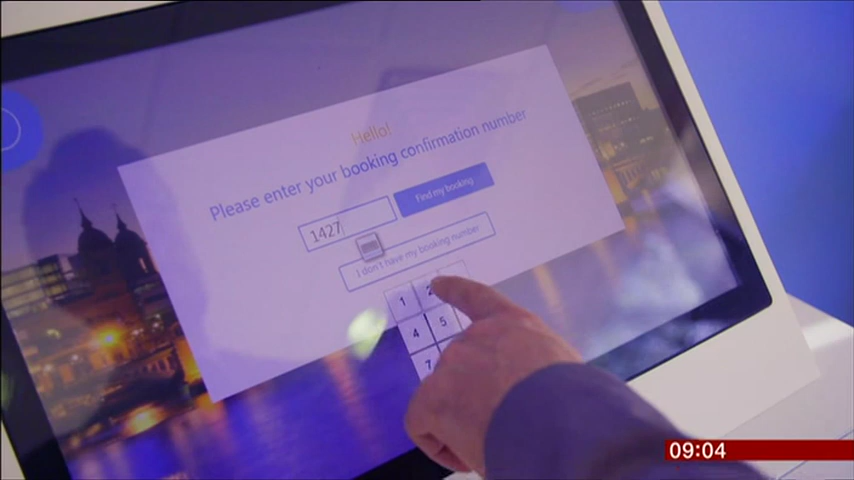 Hello!
Please enter your booking confirmation number
1427
Find my booking
I don't have my booking number
1 2
4 5
7
09:04